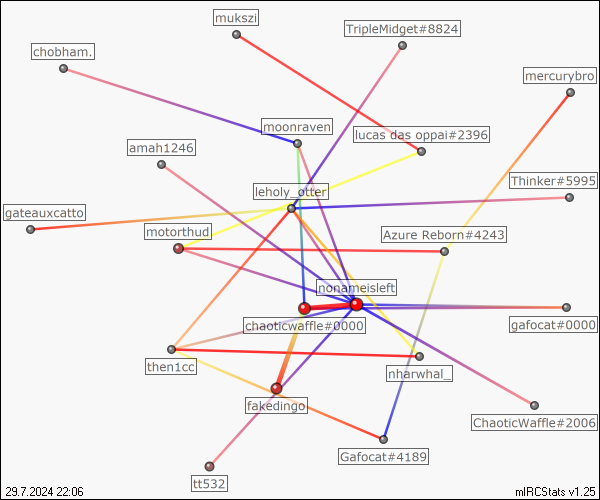 mukszi
TripleMidget#8824
chobham.
mercurybro
moonraven
lucas das oppai#2396
amah1246
Thinker#5995
leholy_otter
gateauxcatto
motorthud
Azure Reborn#4243
nonameisleft
chaoticwaffle#0000
gafocat#0000
then1cc
nharwhal_
fakedingo
ChaoticWaffle#2006
Gafocat#4189
tt532
29.7.2024 22:06
mIRCStats v1.25